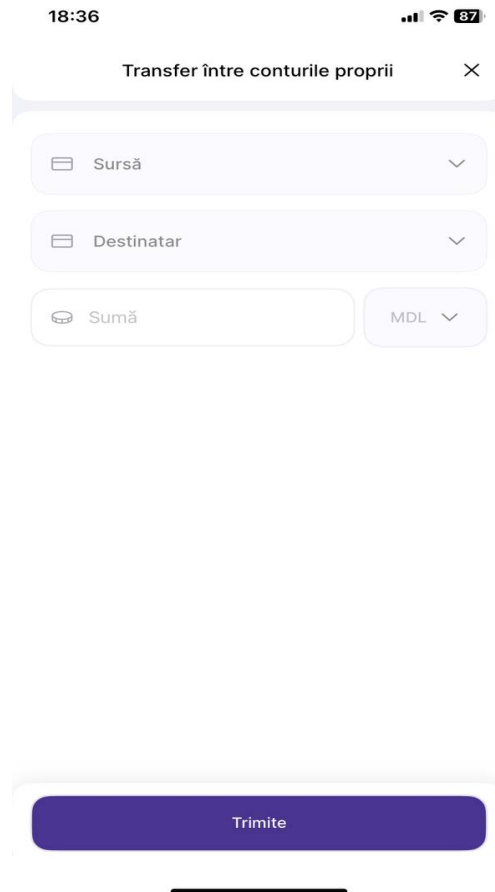 18:36
87
Transfer între conturile proprii
Sursă
Destinatar
Sumă
MDL
Trimite